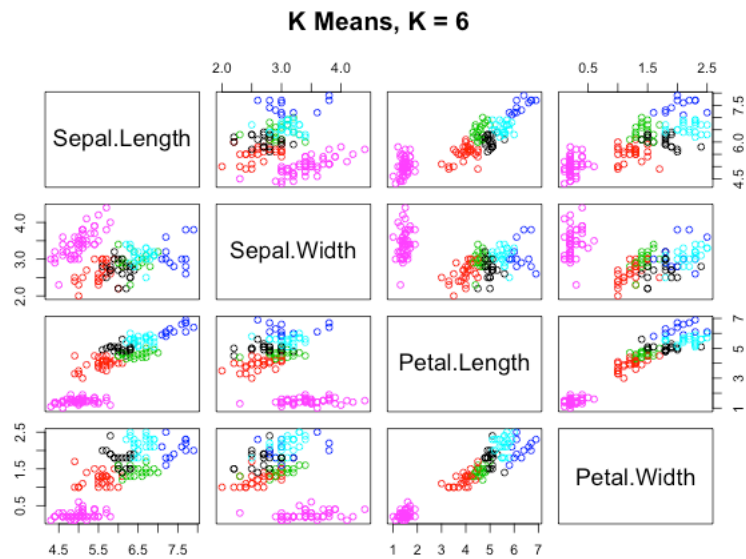 K Means, K = 6
2.0 3.0 4.0
0.5 1.5 2.5
Sepal.Length
4.5 6.0 7.5
2.0 3.0 4.0
Sepal.Width
Petal.Length
1 3 5 7
0.5 1.5 2.5
Petal.Width
4.5 5.5 6.5 7.5
1 2 3 4 5 6 7